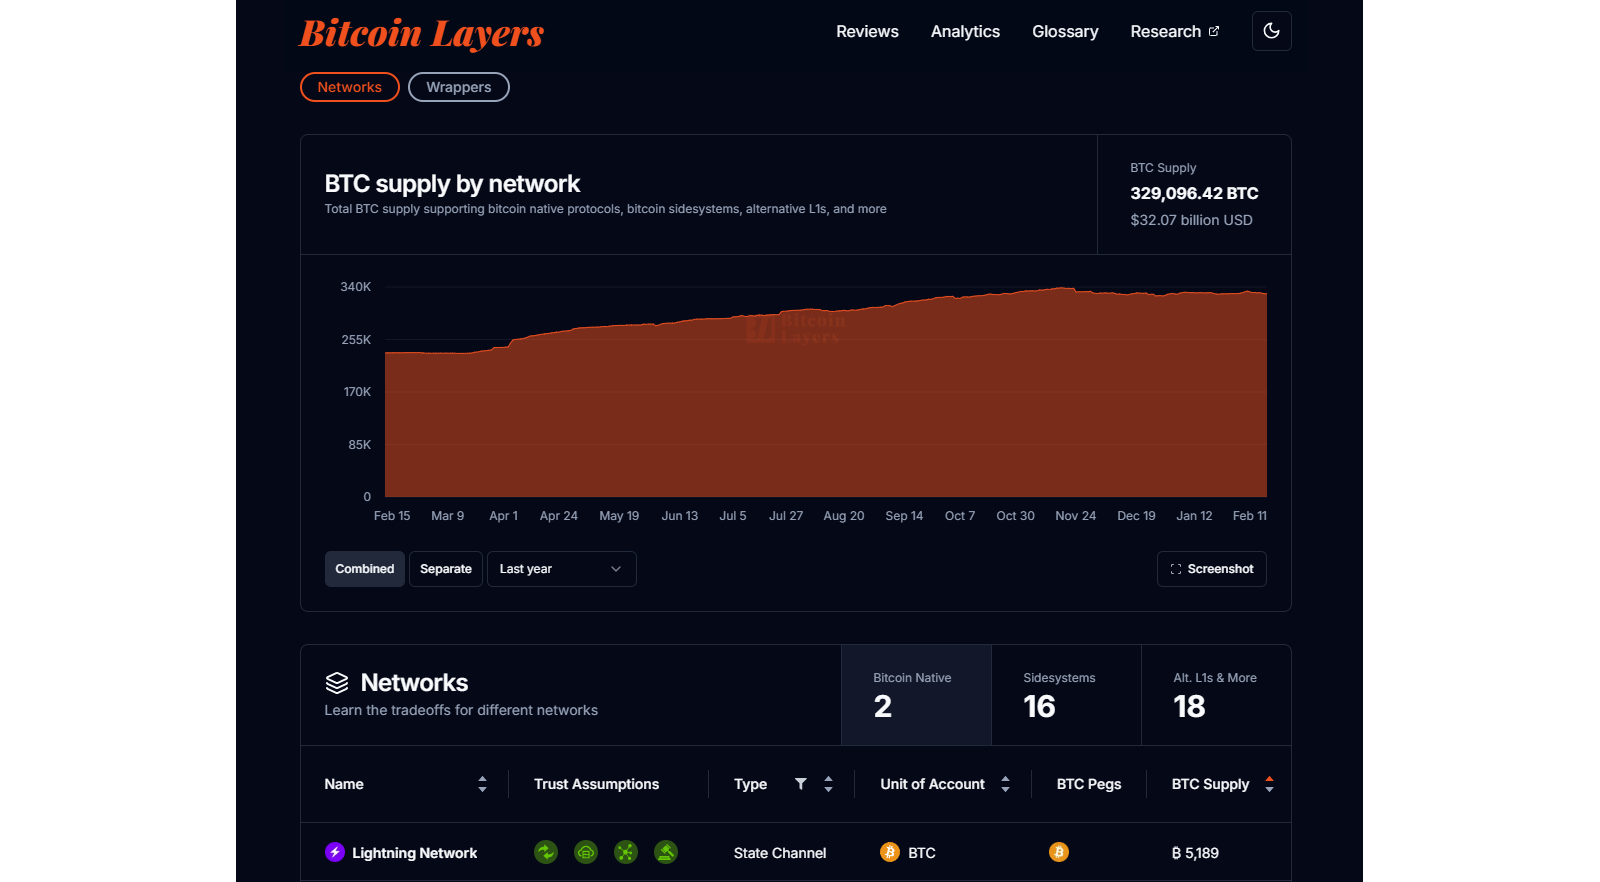 Bitcoin Layers
Reviews Analytics Glossary Research
Networks Wrappers
BTC supply by network
Total BTC supply supporting bitcoin native protocols, bitcoin sidesystems, alternative L1s, and more
BTC Supply
329,096.42 BTC
$32.07 billion USD
340K
255K
170K
85K
0
Bitcoin
Layers
Feb 15 Mar 9 Apr 1 Apr 24 May 19 Jun 13 Jul 5 Jul 27 Aug 20 Sep 14 Oct 7 Oct 30 Nov 24 Dec 19 Jan 12 Feb 11
Combined Separate Last year Screenshot
Networks
Learn the tradeoffs for different networks
Bitcoin Native
2
Sidesystems
16
Alt. L1s & More
18
Name Trust Assumptions Type Unit of Account BTC Pegs BTC Supply
Lightning Network State Channel BTC ₿ 5,189